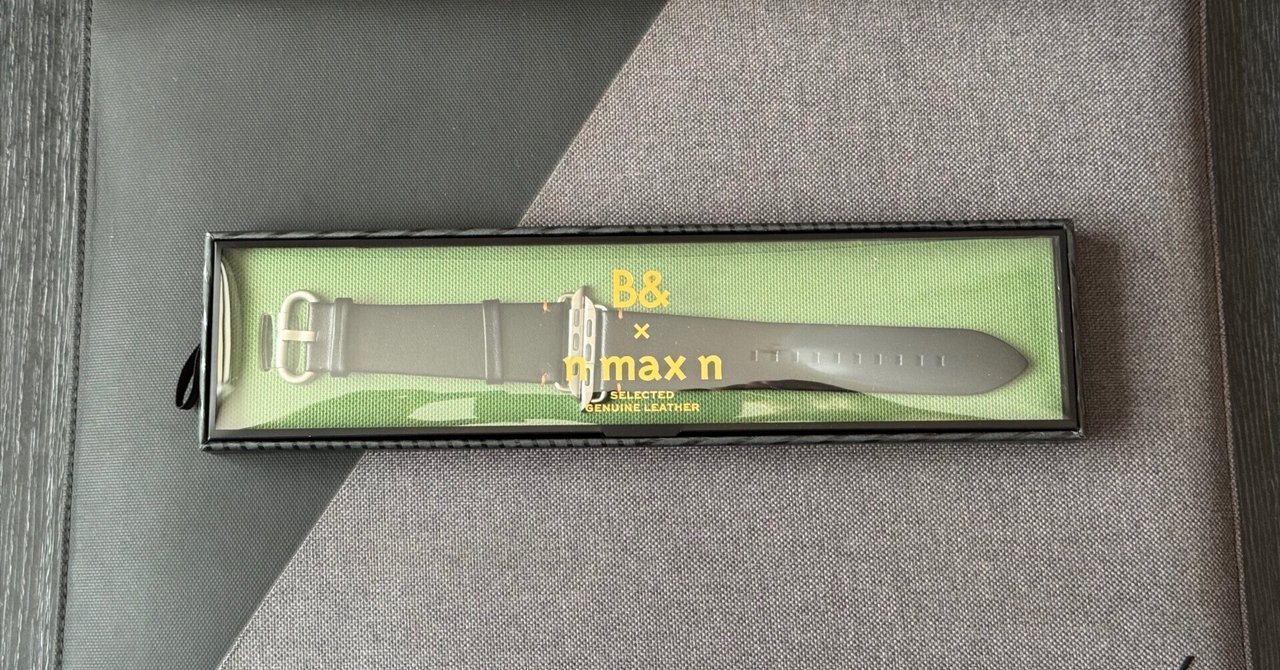 B&
×
n max n
SELECTED
GENUINE LEATHER